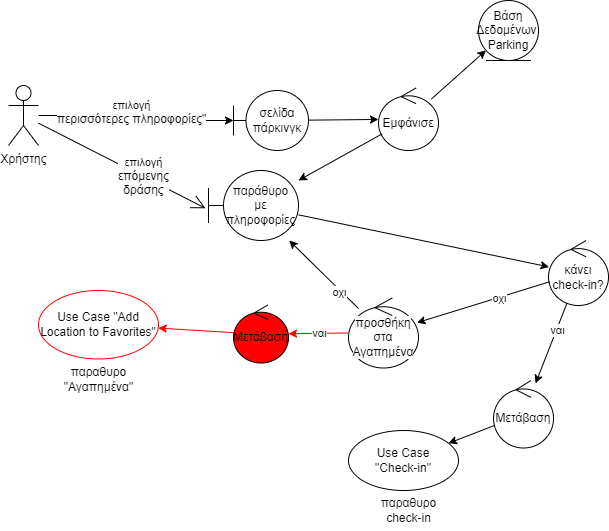 Βάση
Δεδομένων
Parking
επιλογή
περισσότερες πληροφορίες"
σελίδα
πάρκινγκ
Εμφάνισε
Χρήστης
επιλογή
επόμενης
δράσης
παράθυρο
με
πληροφορίες
κάνει
check-in?
οχι
οχι
Use Case "Add
Location to Favorites"
Μετάβαση
ναι
προσθήκη
στα
Αγαπημένα
ναι
παραθυρο
"Αγαπημένα"
Μετάβαση
Use Case
"Check-in"
παραθυρο
check-in